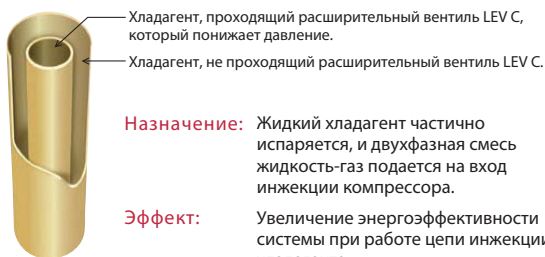 Хладагент, проходящий расширительный вентиль LEV C,
который понижает давление.
Хладагент, не проходящий расширительный вентиль LEV C.
Назначение: Жидкий хладагент частично
испаряется, и двухфазная смесь
жидкость-газ подается на вход
инжекции компрессора.
Эффект: Увеличение энергоэффективности
системы при работе цепи инжекции